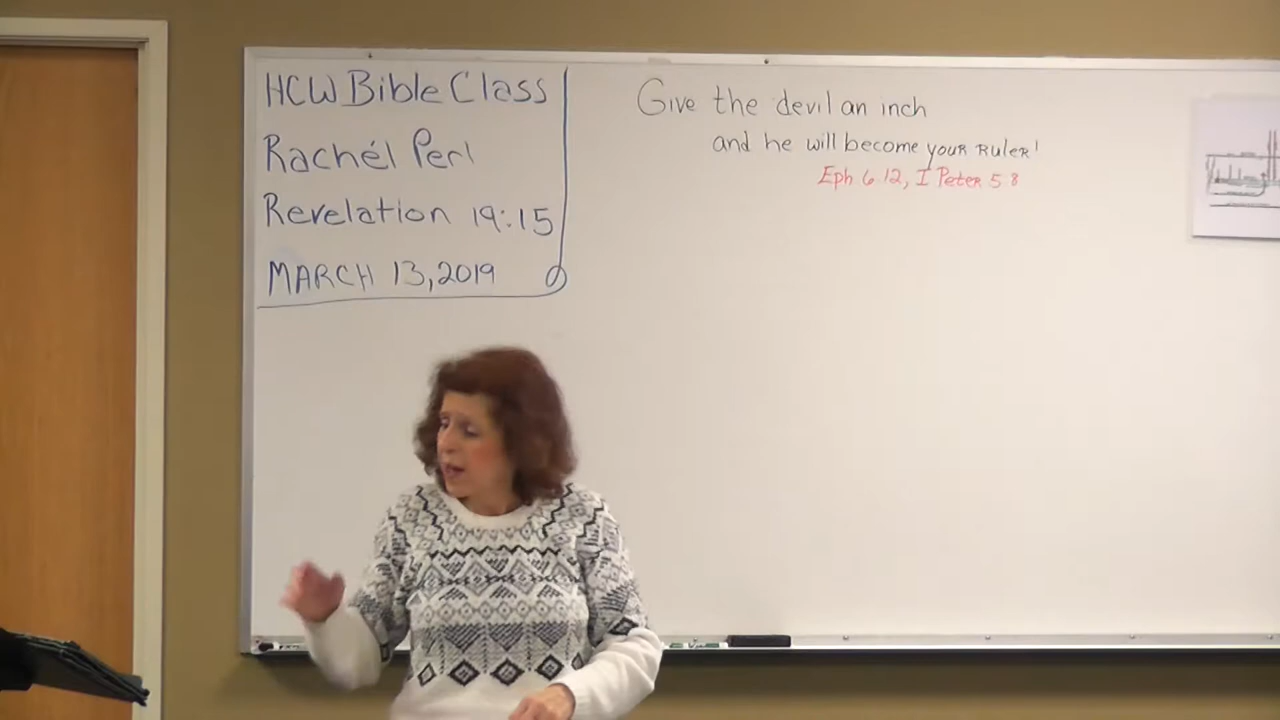 HCW Bible Class
Rachél Perl
Revelation 19:15
MARCH 13, 2019
Give the devil an inch
and he will become your ruler!
Eph 6 12, I Peter 5 8